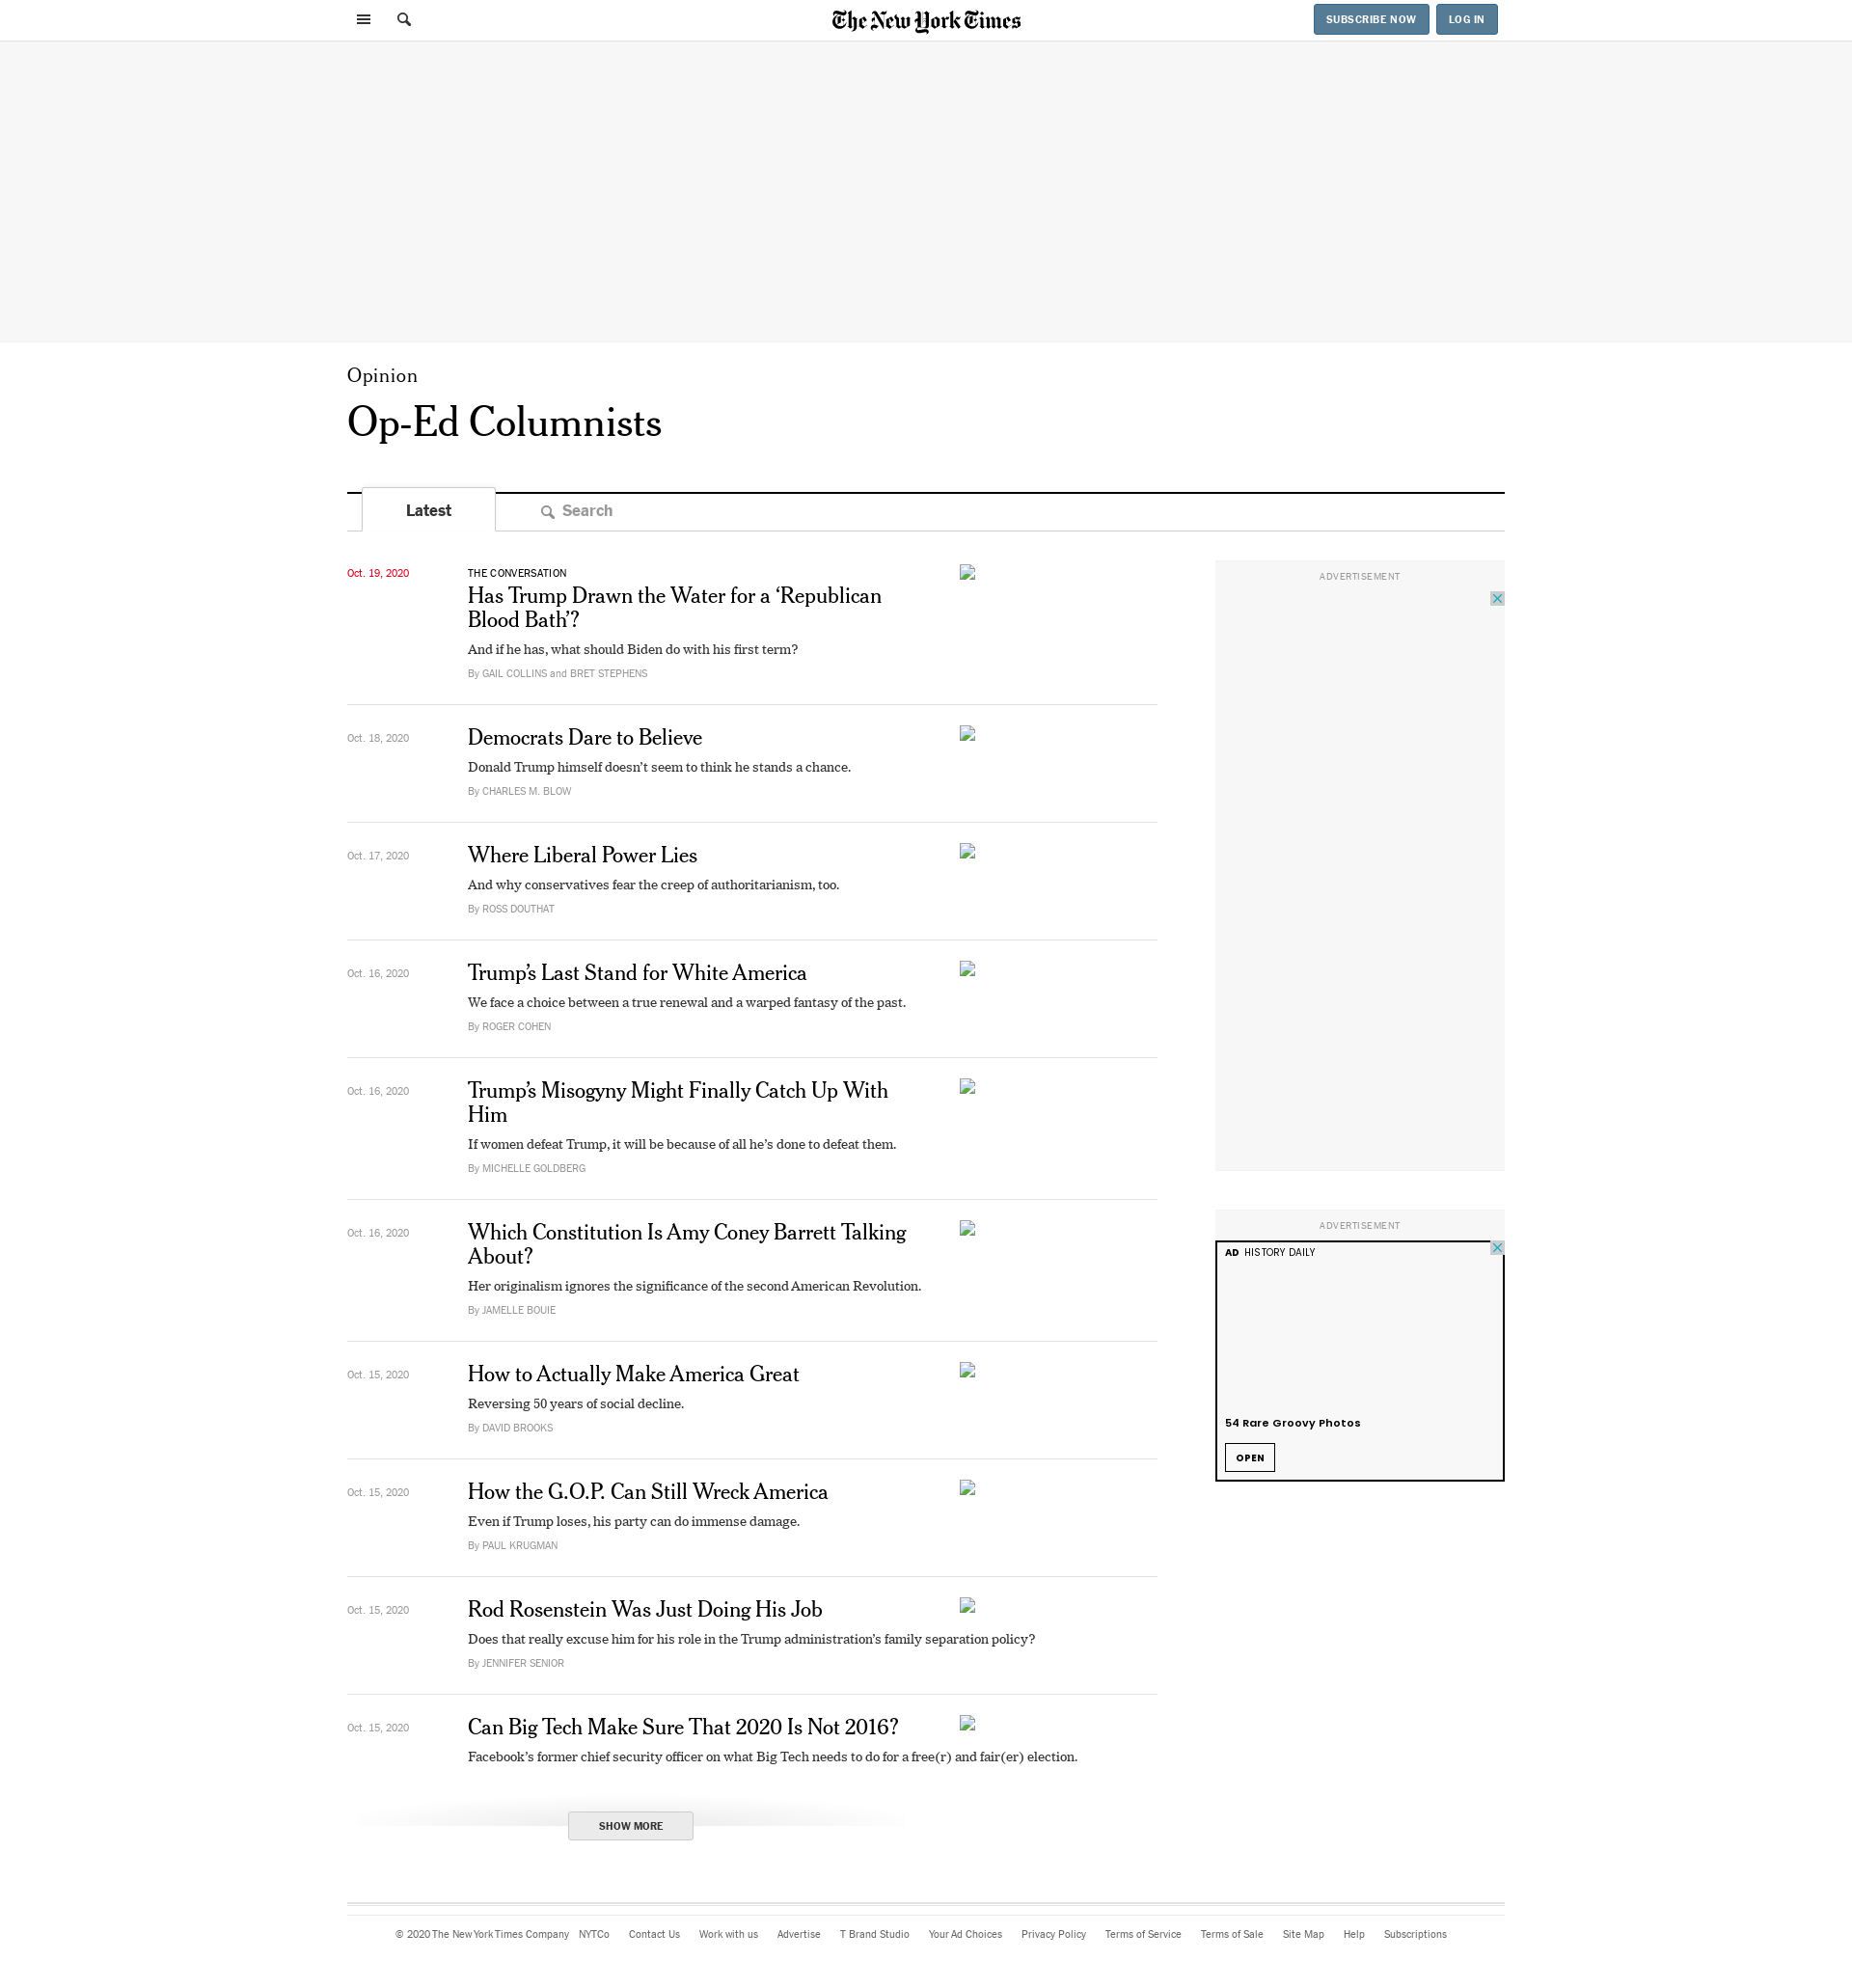 The New York Times
SUBSCRIBE NOW
LOG IN
Opinion
Op-Ed Columnists
Latest
Search
Oct. 19, 2020
THE CONVERSATION
Has Trump Drawn the Water for a ‘Republican
Blood Bath’?
And if he has, what should Biden do with his first term?
By GAIL COLLINS and BRET STEPHENS
Oct. 18, 2020
Democrats Dare to Believe
Donald Trump himself doesn’t seem to think he stands a chance.
By CHARLES M. BLOW
Oct. 17, 2020
Where Liberal Power Lies
And why conservatives fear the creep of authoritarianism, too.
By ROSS DOUTHAT
Oct. 16, 2020
Trump’s Last Stand for White America
We face a choice between a true renewal and a warped fantasy of the past.
By ROGER COHEN
Oct. 16, 2020
Trump’s Misogyny Might Finally Catch Up With
Him
If women defeat Trump, it will be because of all he’s done to defeat them.
By MICHELLE GOLDBERG
Oct. 16, 2020
Which Constitution Is Amy Coney Barrett Talking
About?
Her originalism ignores the significance of the second American Revolution.
By JAMELLE BOUIE
Oct. 15, 2020
How to Actually Make America Great
Reversing 50 years of social decline.
By DAVID BROOKS
Oct. 15, 2020
How the G.O.P. Can Still Wreck America
Even if Trump loses, his party can do immense damage.
By PAUL KRUGMAN
Oct. 15, 2020
Rod Rosenstein Was Just Doing His Job
Does that really excuse him for his role in the Trump administration’s family separation policy?
By JENNIFER SENIOR
Oct. 15, 2020
Can Big Tech Make Sure That 2020 Is Not 2016?
Facebook’s former chief security officer on what Big Tech needs to do for a free(r) and fair(er) election.
SHOW MORE
ADVERTISEMENT
ADVERTISEMENT
AD HISTORY DAILY
54 Rare Groovy Photos
OPEN
© 2020 The New York Times Company NYTCo Contact Us Work with us Advertise T Brand Studio Your Ad Choices Privacy Policy Terms of Service Terms of Sale Site Map Help Subscriptions